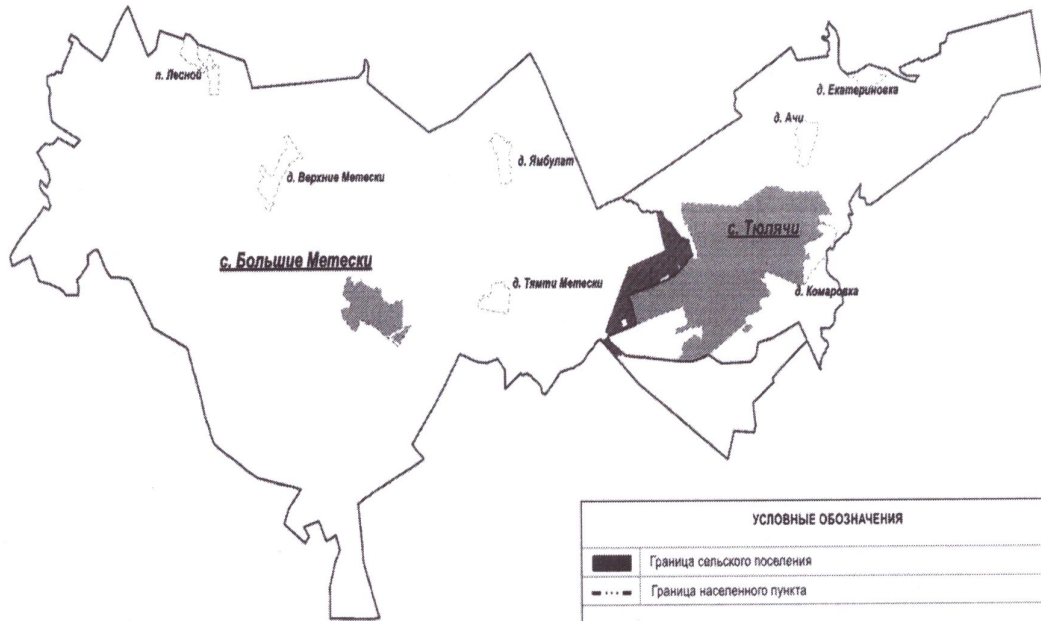 п. Лесной
д. Екатериновка
д. Ачи
д. Ямбулат
д. Верхние Метески
с. Тюлячи
с. Большие Метески
д. Тямти Метески
д. Комаровка
УСЛОВНЫЕ ОБОЗНАЧЕНИЯ
Граница сельского поселения
Граница населенного пункта